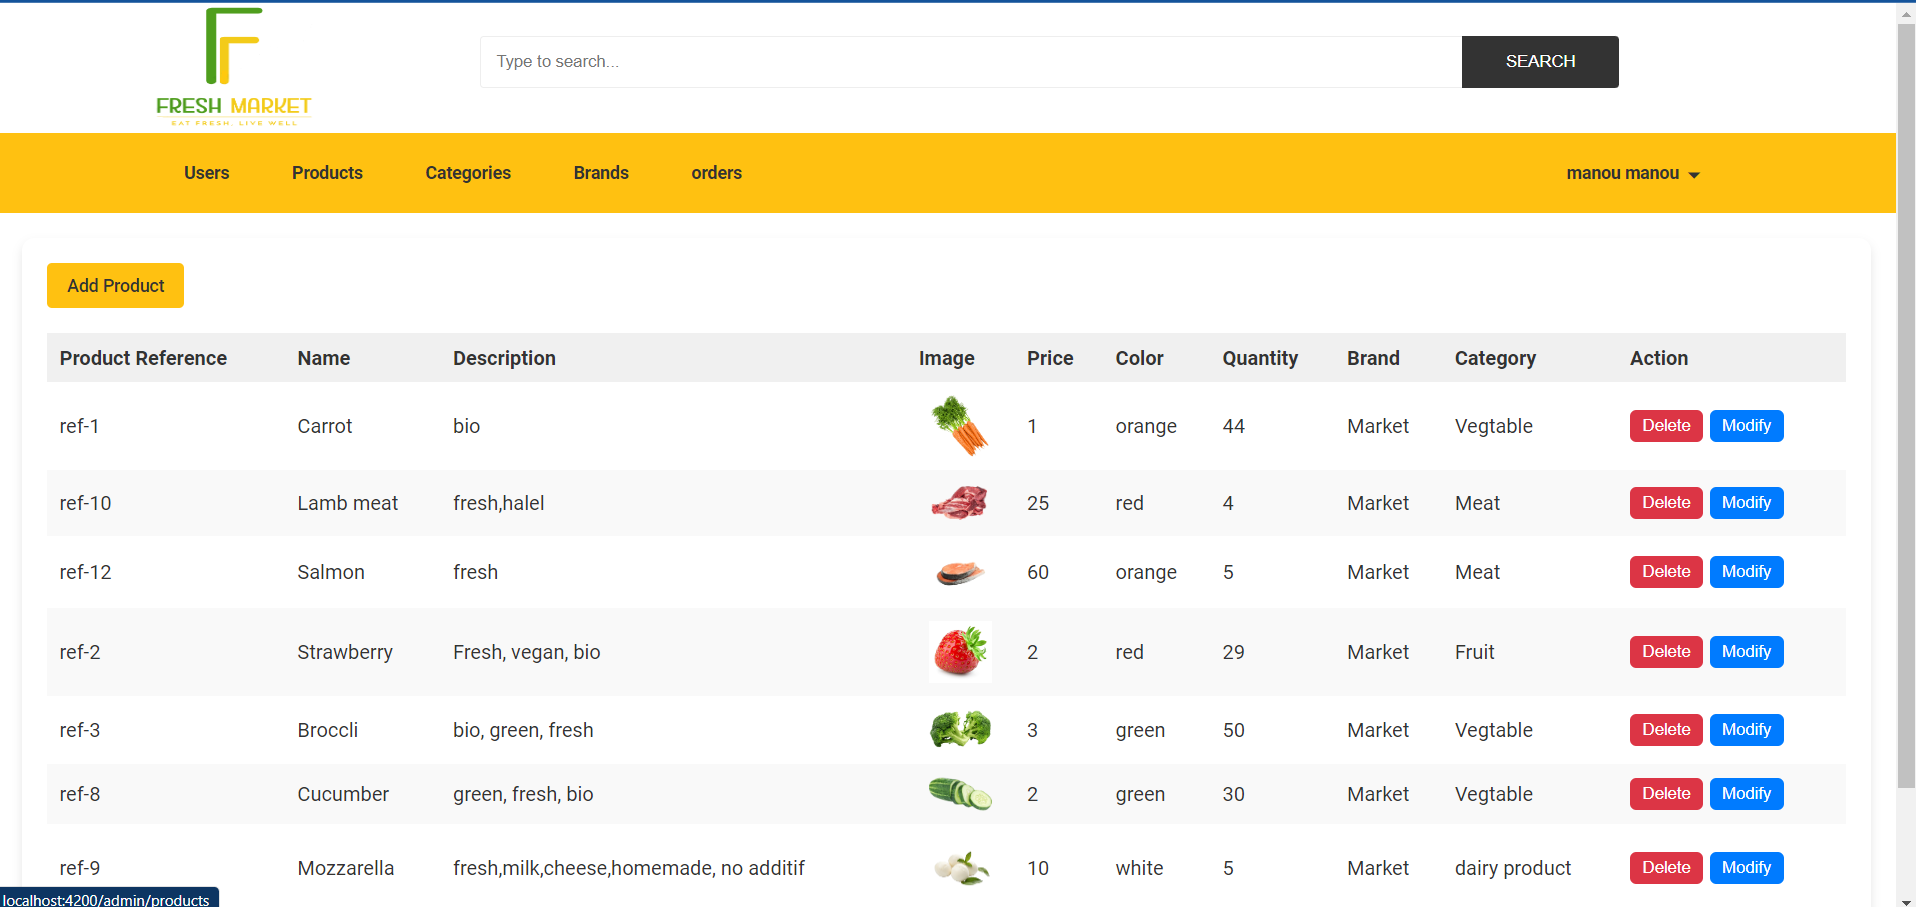 FRESH MARKET
EAT FRESH. LIVE WELL.
Type to search...
SEARCH
Users Products Categories Brands orders manou manou
Add Product
Product Reference Name Description Image Price Color Quantity Brand Category Action
ref-1 Carrot bio 1 orange 44 Market Vegtable Delete Modify
ref-10 Lamb meat fresh,halel 25 red 4 Market Meat Delete Modify
ref-12 Salmon fresh 60 orange 5 Market Meat Delete Modify
ref-2 Strawberry Fresh, vegan, bio 2 red 29 Market Fruit Delete Modify
ref-3 Broccli bio, green, fresh 3 green 50 Market Vegtable Delete Modify
ref-8 Cucumber green, fresh, bio 2 green 30 Market Vegtable Delete Modify
ref-9 Mozzarella fresh,milk,cheese,homemade, no additif 10 white 5 Market dairy product Delete Modify
localhost:4200/admin/products